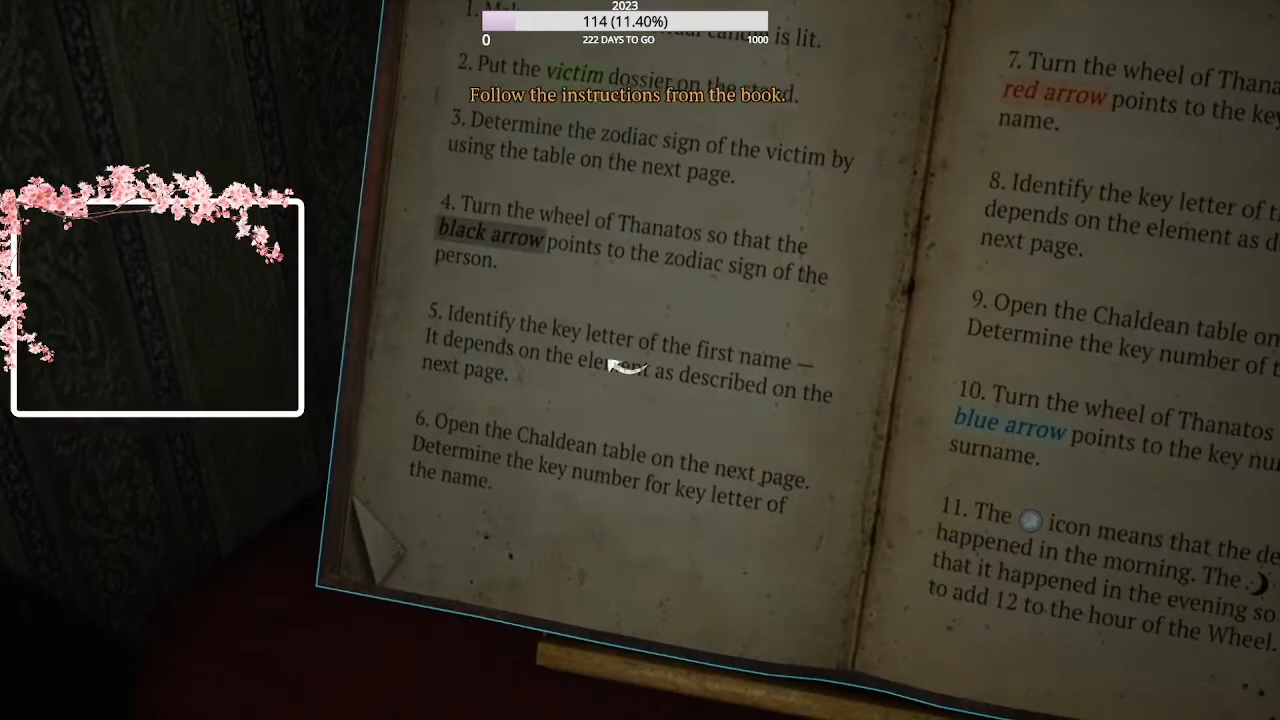 2023
114 (11.40%)
0
222 DAYS TO GO
1000
1.
is lit.
2. Put the victim dossier on the
Follow the instructions from the book.
3. Determine the zodiac sign of the victim by
using the table on the next page.
4. Turn the wheel of Thanatos so that the
black arrow points to the zodiac sign of the
person.
5. Identify the key letter of the first name —
It depends on the element as described on the
next page.
6. Open the Chaldean table on the next page.
Determine the key number for key letter of
the name.
7. Turn the wheel of
red arrow points to the
name.
8. Identify the key letter of
depends on the element as
next page.
9. Open the Chaldean table
Determine the key number of
10. Turn the wheel of Thanatos
blue arrow points to the key
surname.
11. The icon means that the
happened in the morning. The
that it happened in the evening so
to add 12 to the hour of the Wheel.